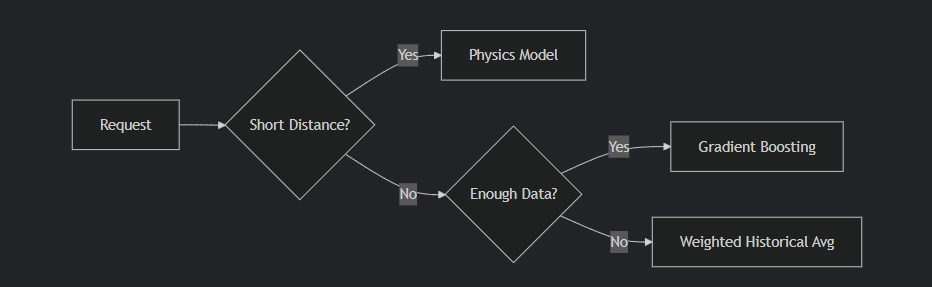 Request
Short Distance?
Yes
Physics Model
No
Enough Data?
Yes
Gradient Boosting
No
Weighted Historical Avg